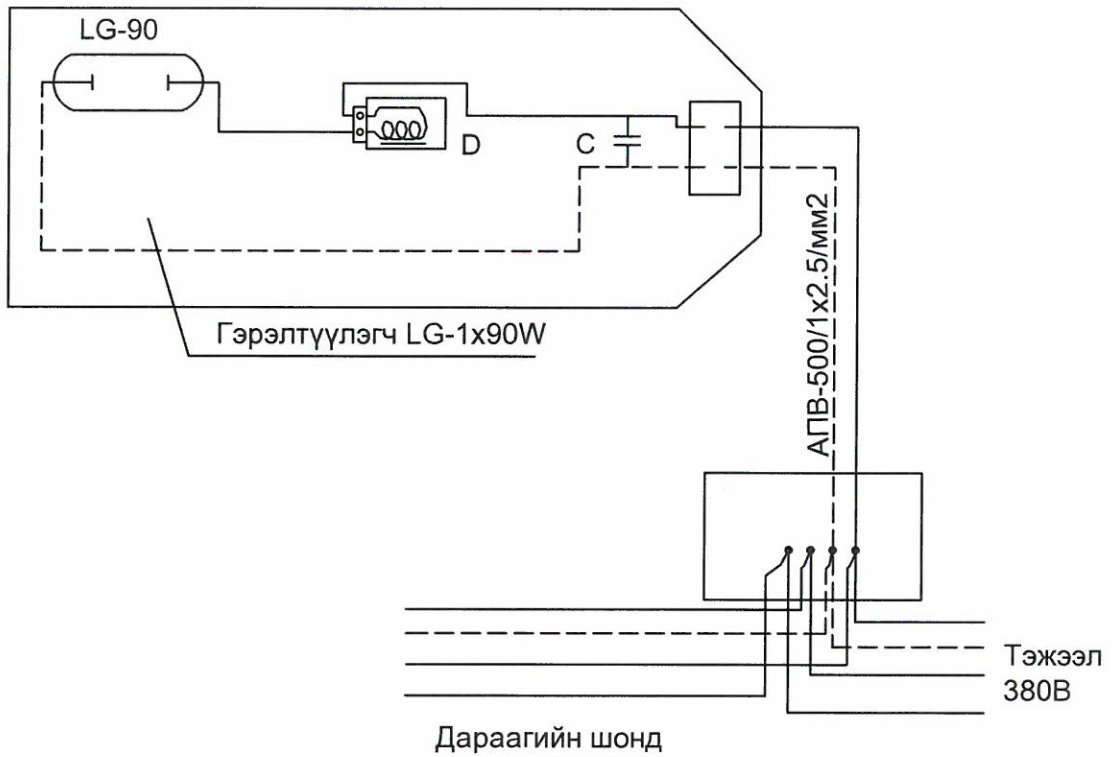 LG-90
D
C
Гэрэлтүүлэгч LG-1x90W
АПВ-500/1x2.5/мм2
Тэжээл
380В
Дараагийн шонд